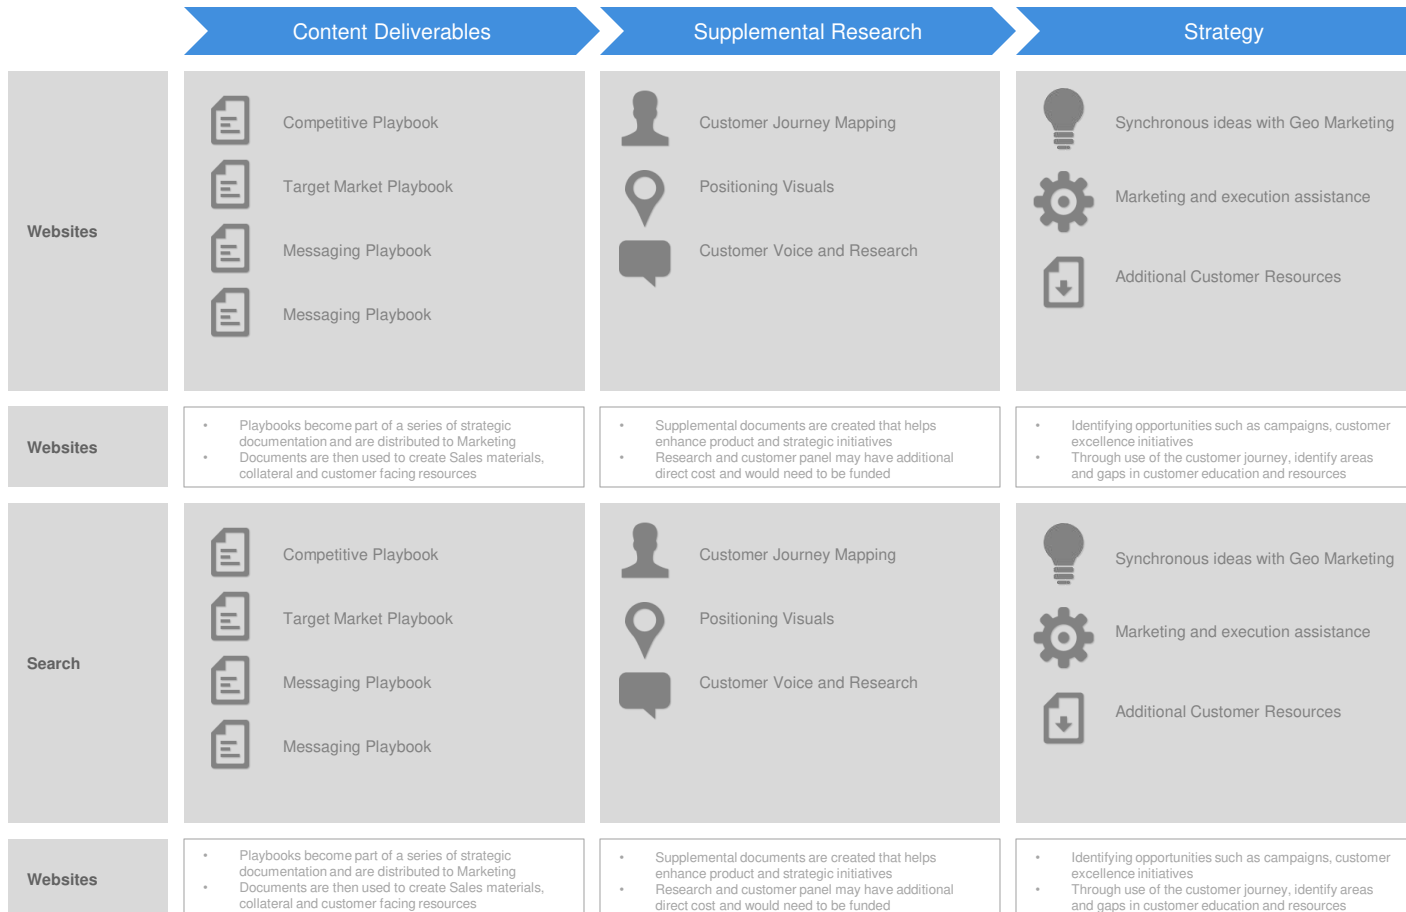 Content Deliverables
Supplemental Research
Strategy
Websites
Competitive Playbook
Target Market Playbook
Messaging Playbook
Messaging Playbook
Customer Journey Mapping
Positioning Visuals
Customer Voice and Research
Synchronous ideas with Geo Marketing
Marketing and execution assistance
Additional Customer Resources
Websites
• Playbooks become part of a series of strategic
documentation and are distributed to Marketing
• Documents are then used to create Sales materials,
collateral and customer facing resources
• Supplemental documents are created that helps
enhance product and strategic initiatives
• Research and customer panel may have additional
direct cost and would need to be funded
• Identifying opportunities such as campaigns, customer
excellence initiatives
• Through use of the customer journey, identify areas
and gaps in customer education and resources
Search
Competitive Playbook
Target Market Playbook
Messaging Playbook
Messaging Playbook
Customer Journey Mapping
Positioning Visuals
Customer Voice and Research
Synchronous ideas with Geo Marketing
Marketing and execution assistance
Additional Customer Resources
Websites
• Playbooks become part of a series of strategic
documentation and are distributed to Marketing
• Documents are then used to create Sales materials,
collateral and customer facing resources
• Supplemental documents are created that helps
enhance product and strategic initiatives
• Research and customer panel may have additional
direct cost and would need to be funded
• Identifying opportunities such as campaigns, customer
excellence initiatives
• Through use of the customer journey, identify areas
and gaps in customer education and resources